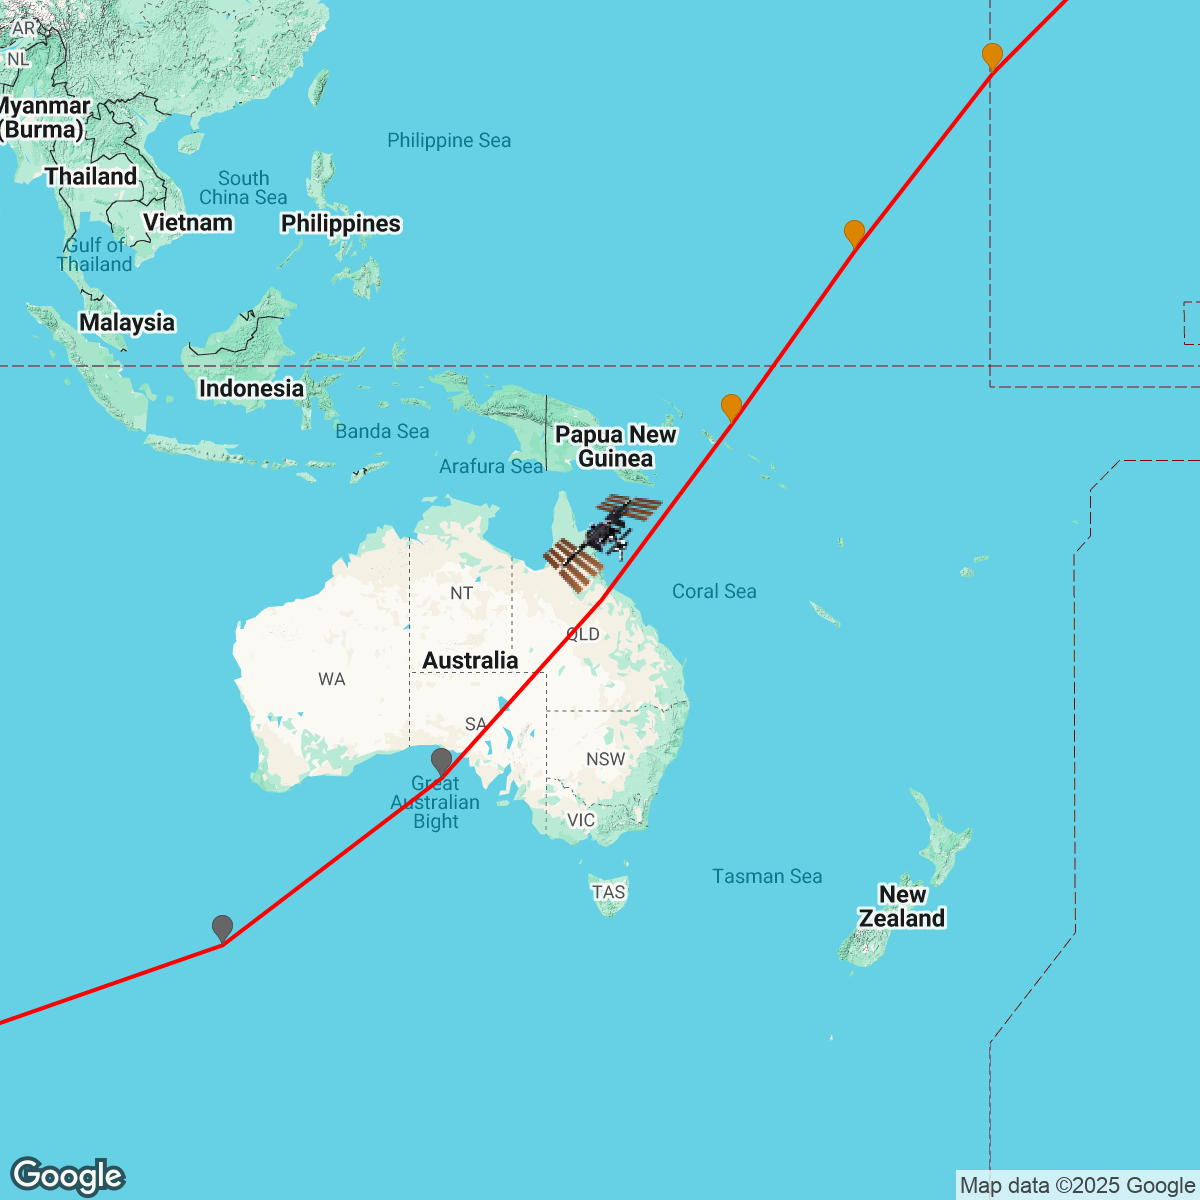 AR
NL
Myanmar
(Burma)
Philippine Sea
Thailand
South
China Sea
Vietnam
Philippines
Gulf of
Thailand
Malaysia
Indonesia
Banda Sea
Papua New
Guinea
Arafura Sea
NT
Coral Sea
QLD
Australia
WA
SA
NSW
Great
Australian
Bight
VIC
Tasman Sea
TAS
New
Zealand
Google
Map data ©2025 Google